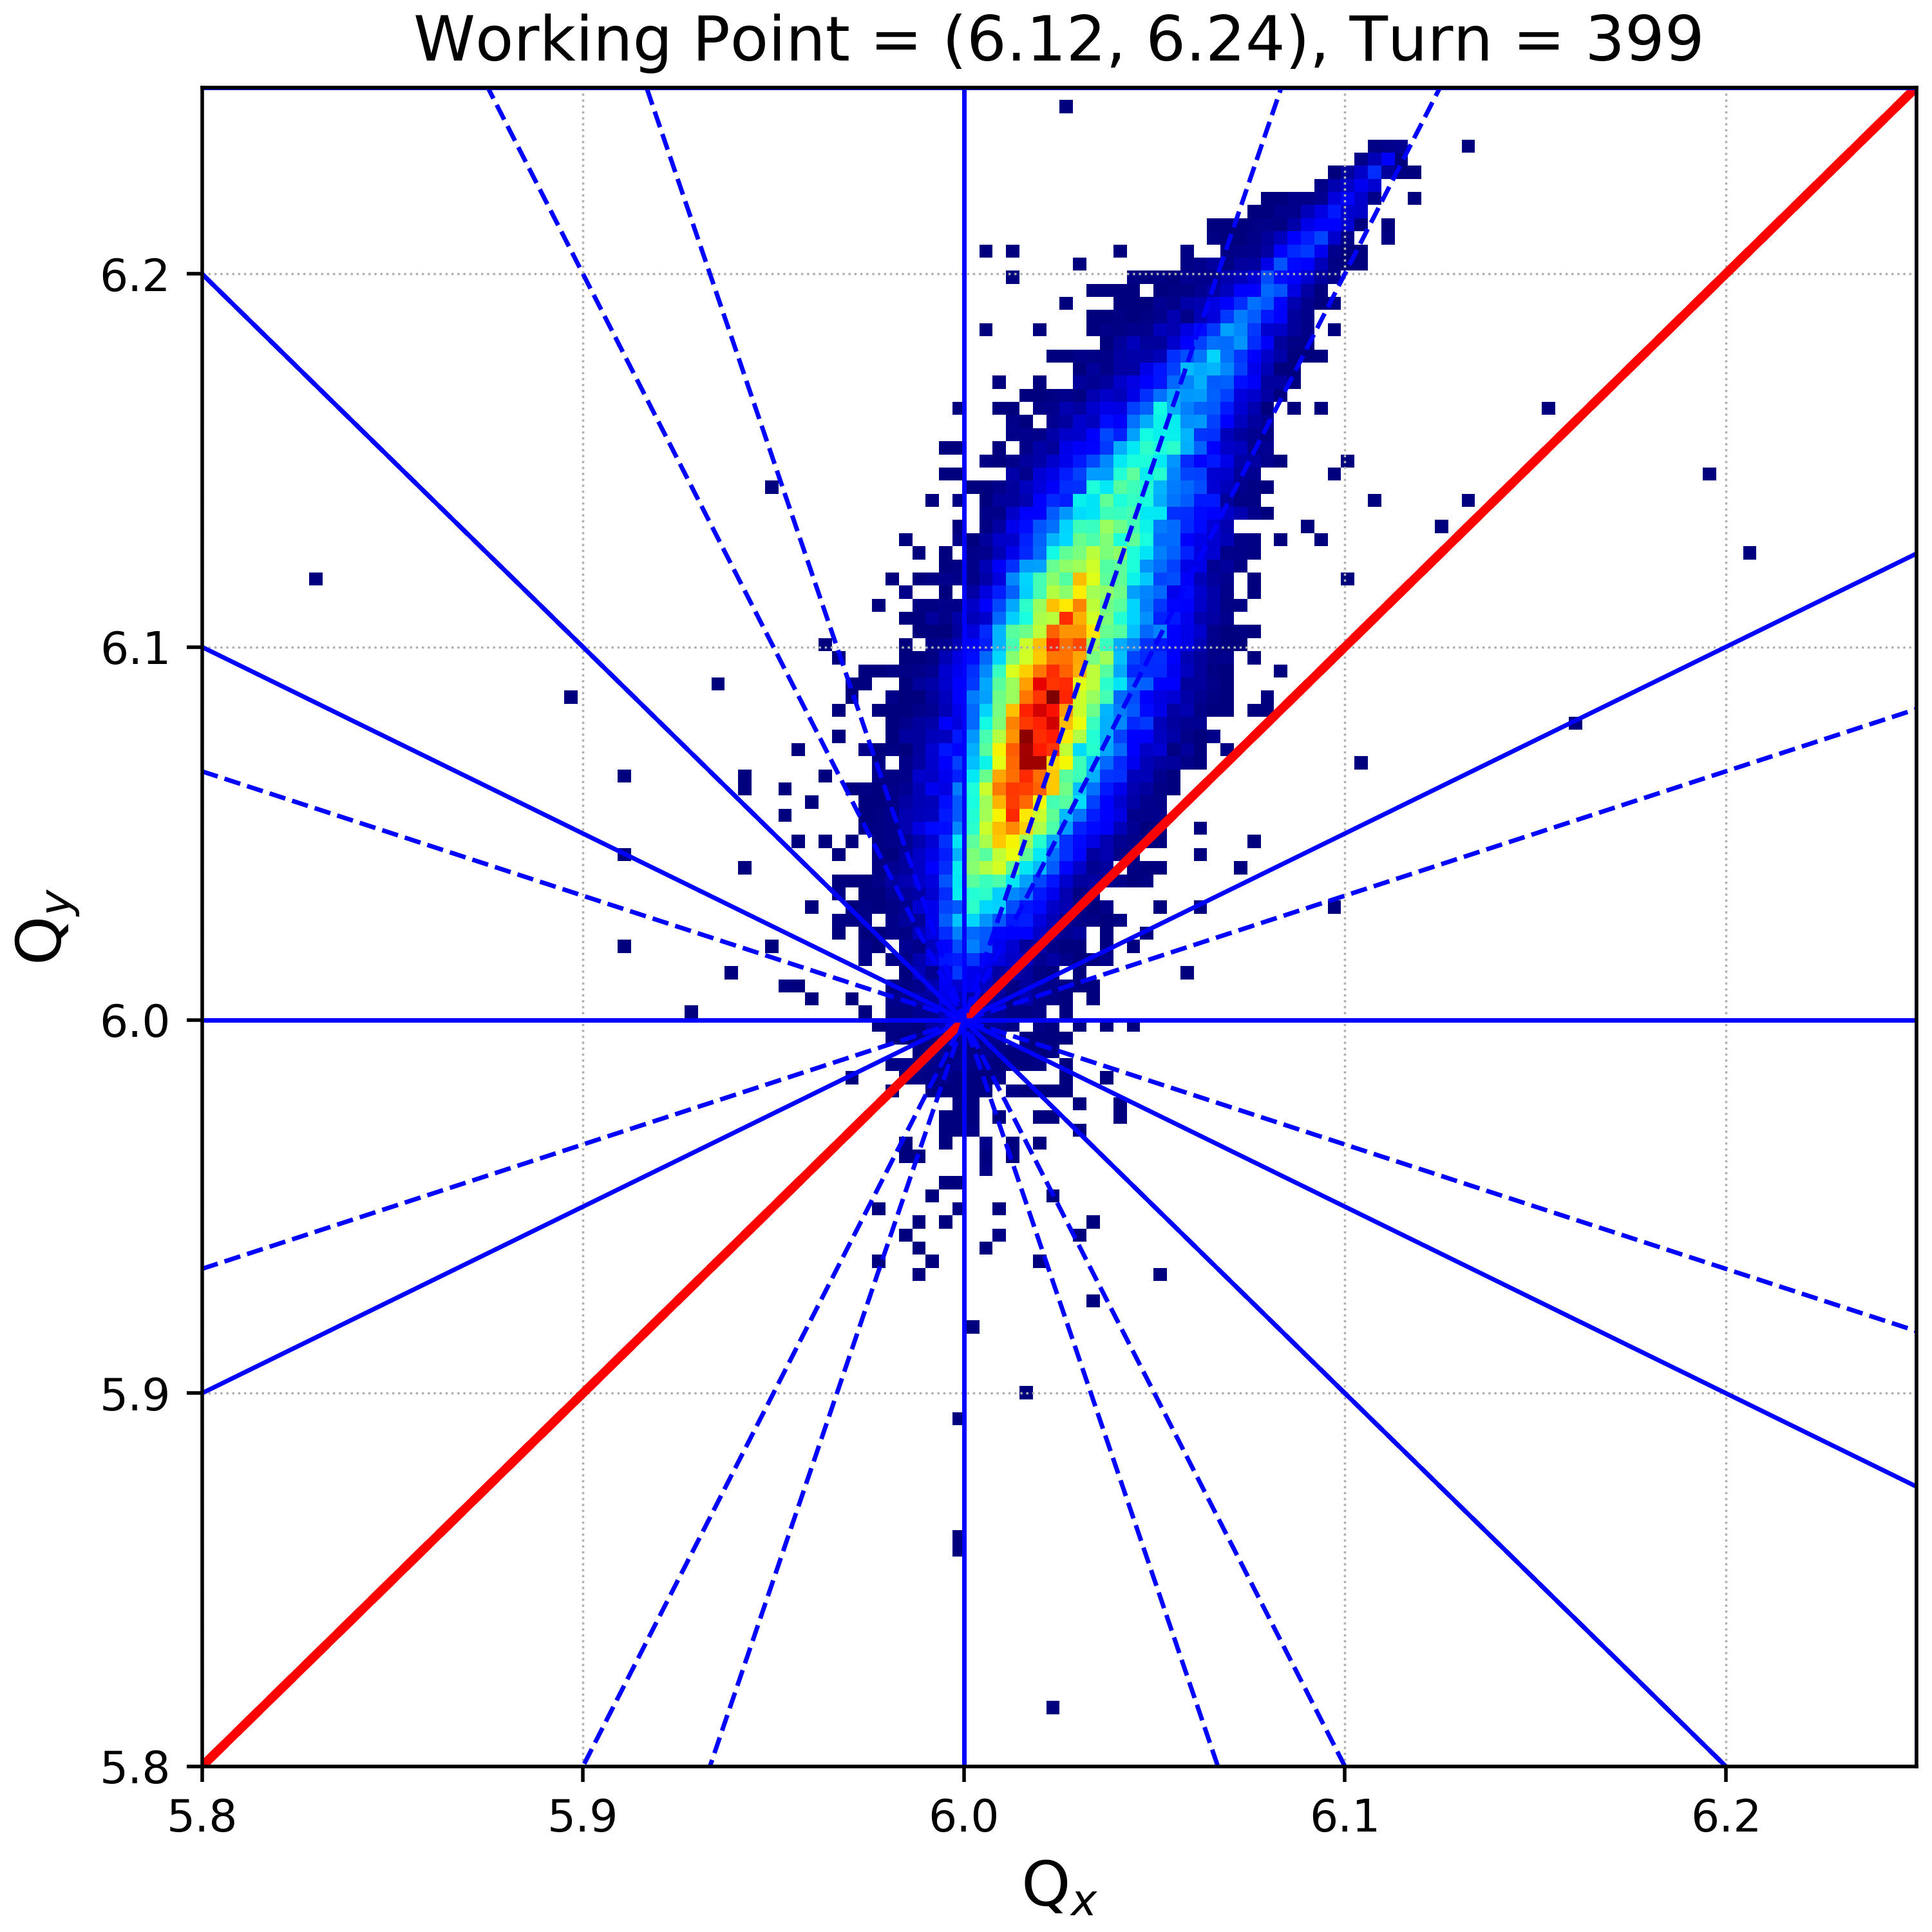 Working Point = (6.12, 6.24), Turn = 399
6.2
6.1
6.0
5.9
5.8
Qy
5.8 5.9 6.0 6.1 6.2
Qx